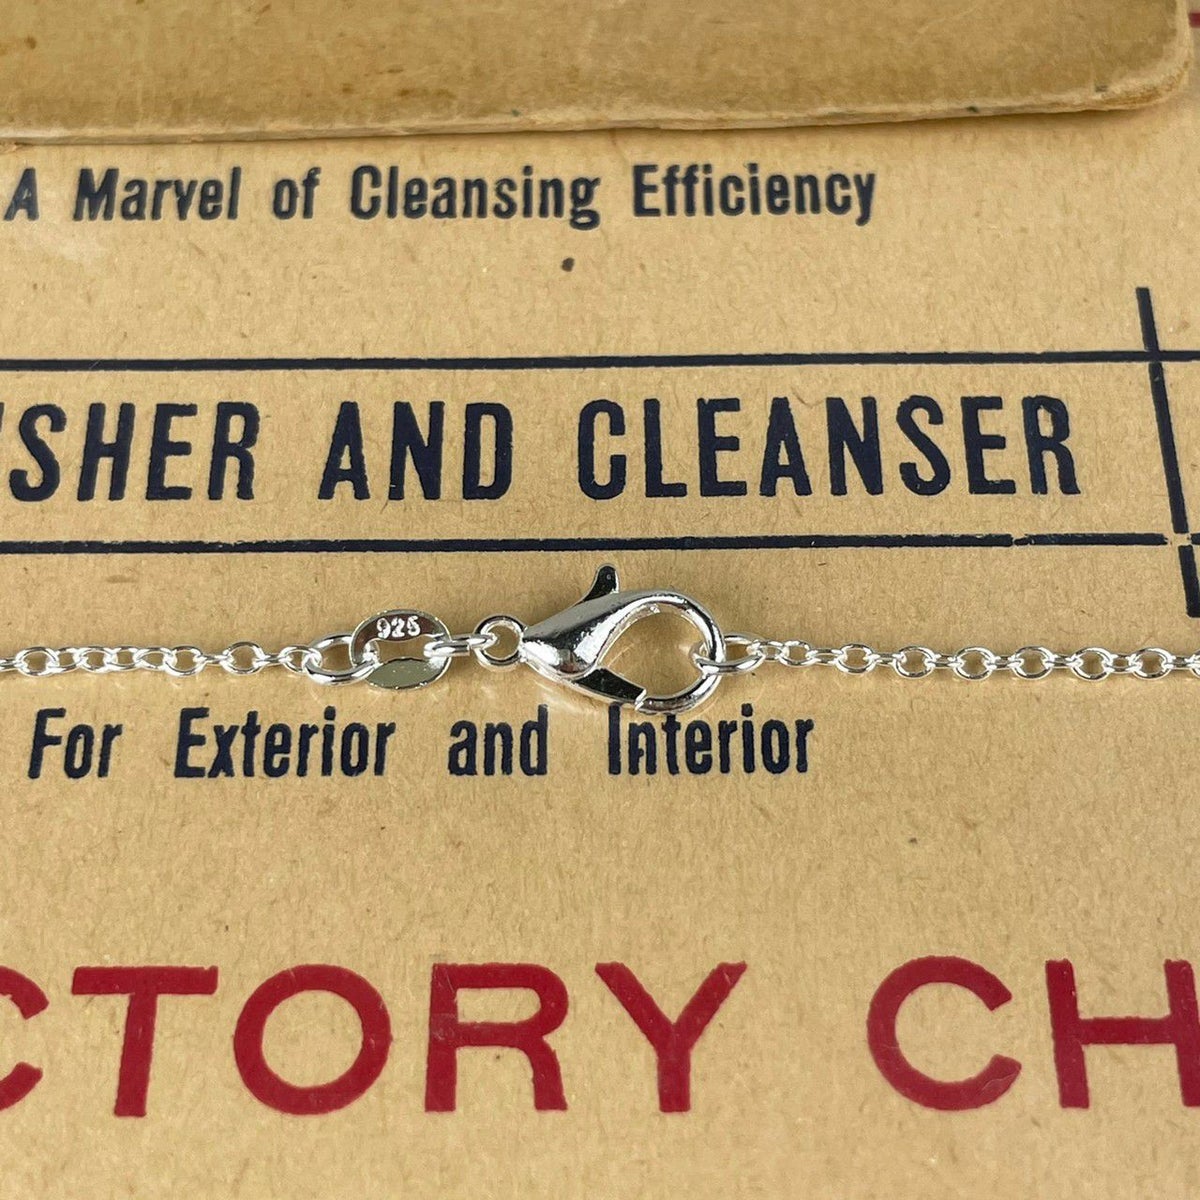 A Marvel of Cleansing Efficiency
SHER AND CLEANSER
925
For Exterior and Interior
CTORY CH